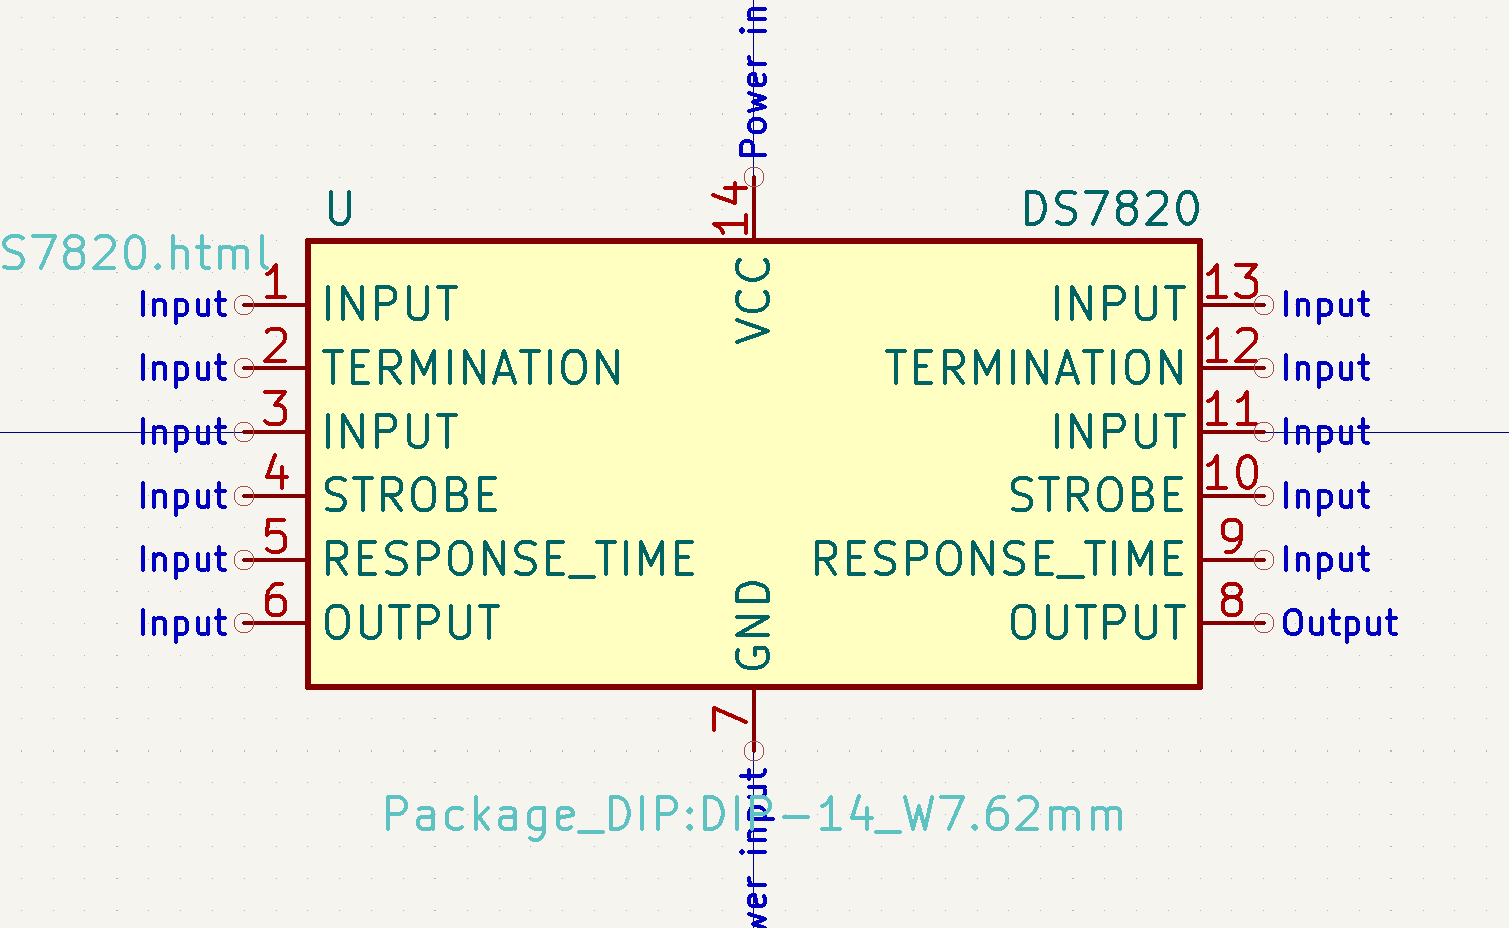 Power in
14
U
DS7820
S7820.html
VCC
Input 1 INPUT
INPUT 13 Input
Input 2 TERMINATION
TERMINATION 12 Input
Input 3 INPUT
INPUT 11 Input
Input 4 STROBE
STROBE 10 Input
Input 5 RESPONSE_TIME
RESPONSE_TIME 9 Input
Input 6 OUTPUT
OUTPUT 8 Output
GND
7
Package_DIP:DIP-14_W7.62mm
wer input